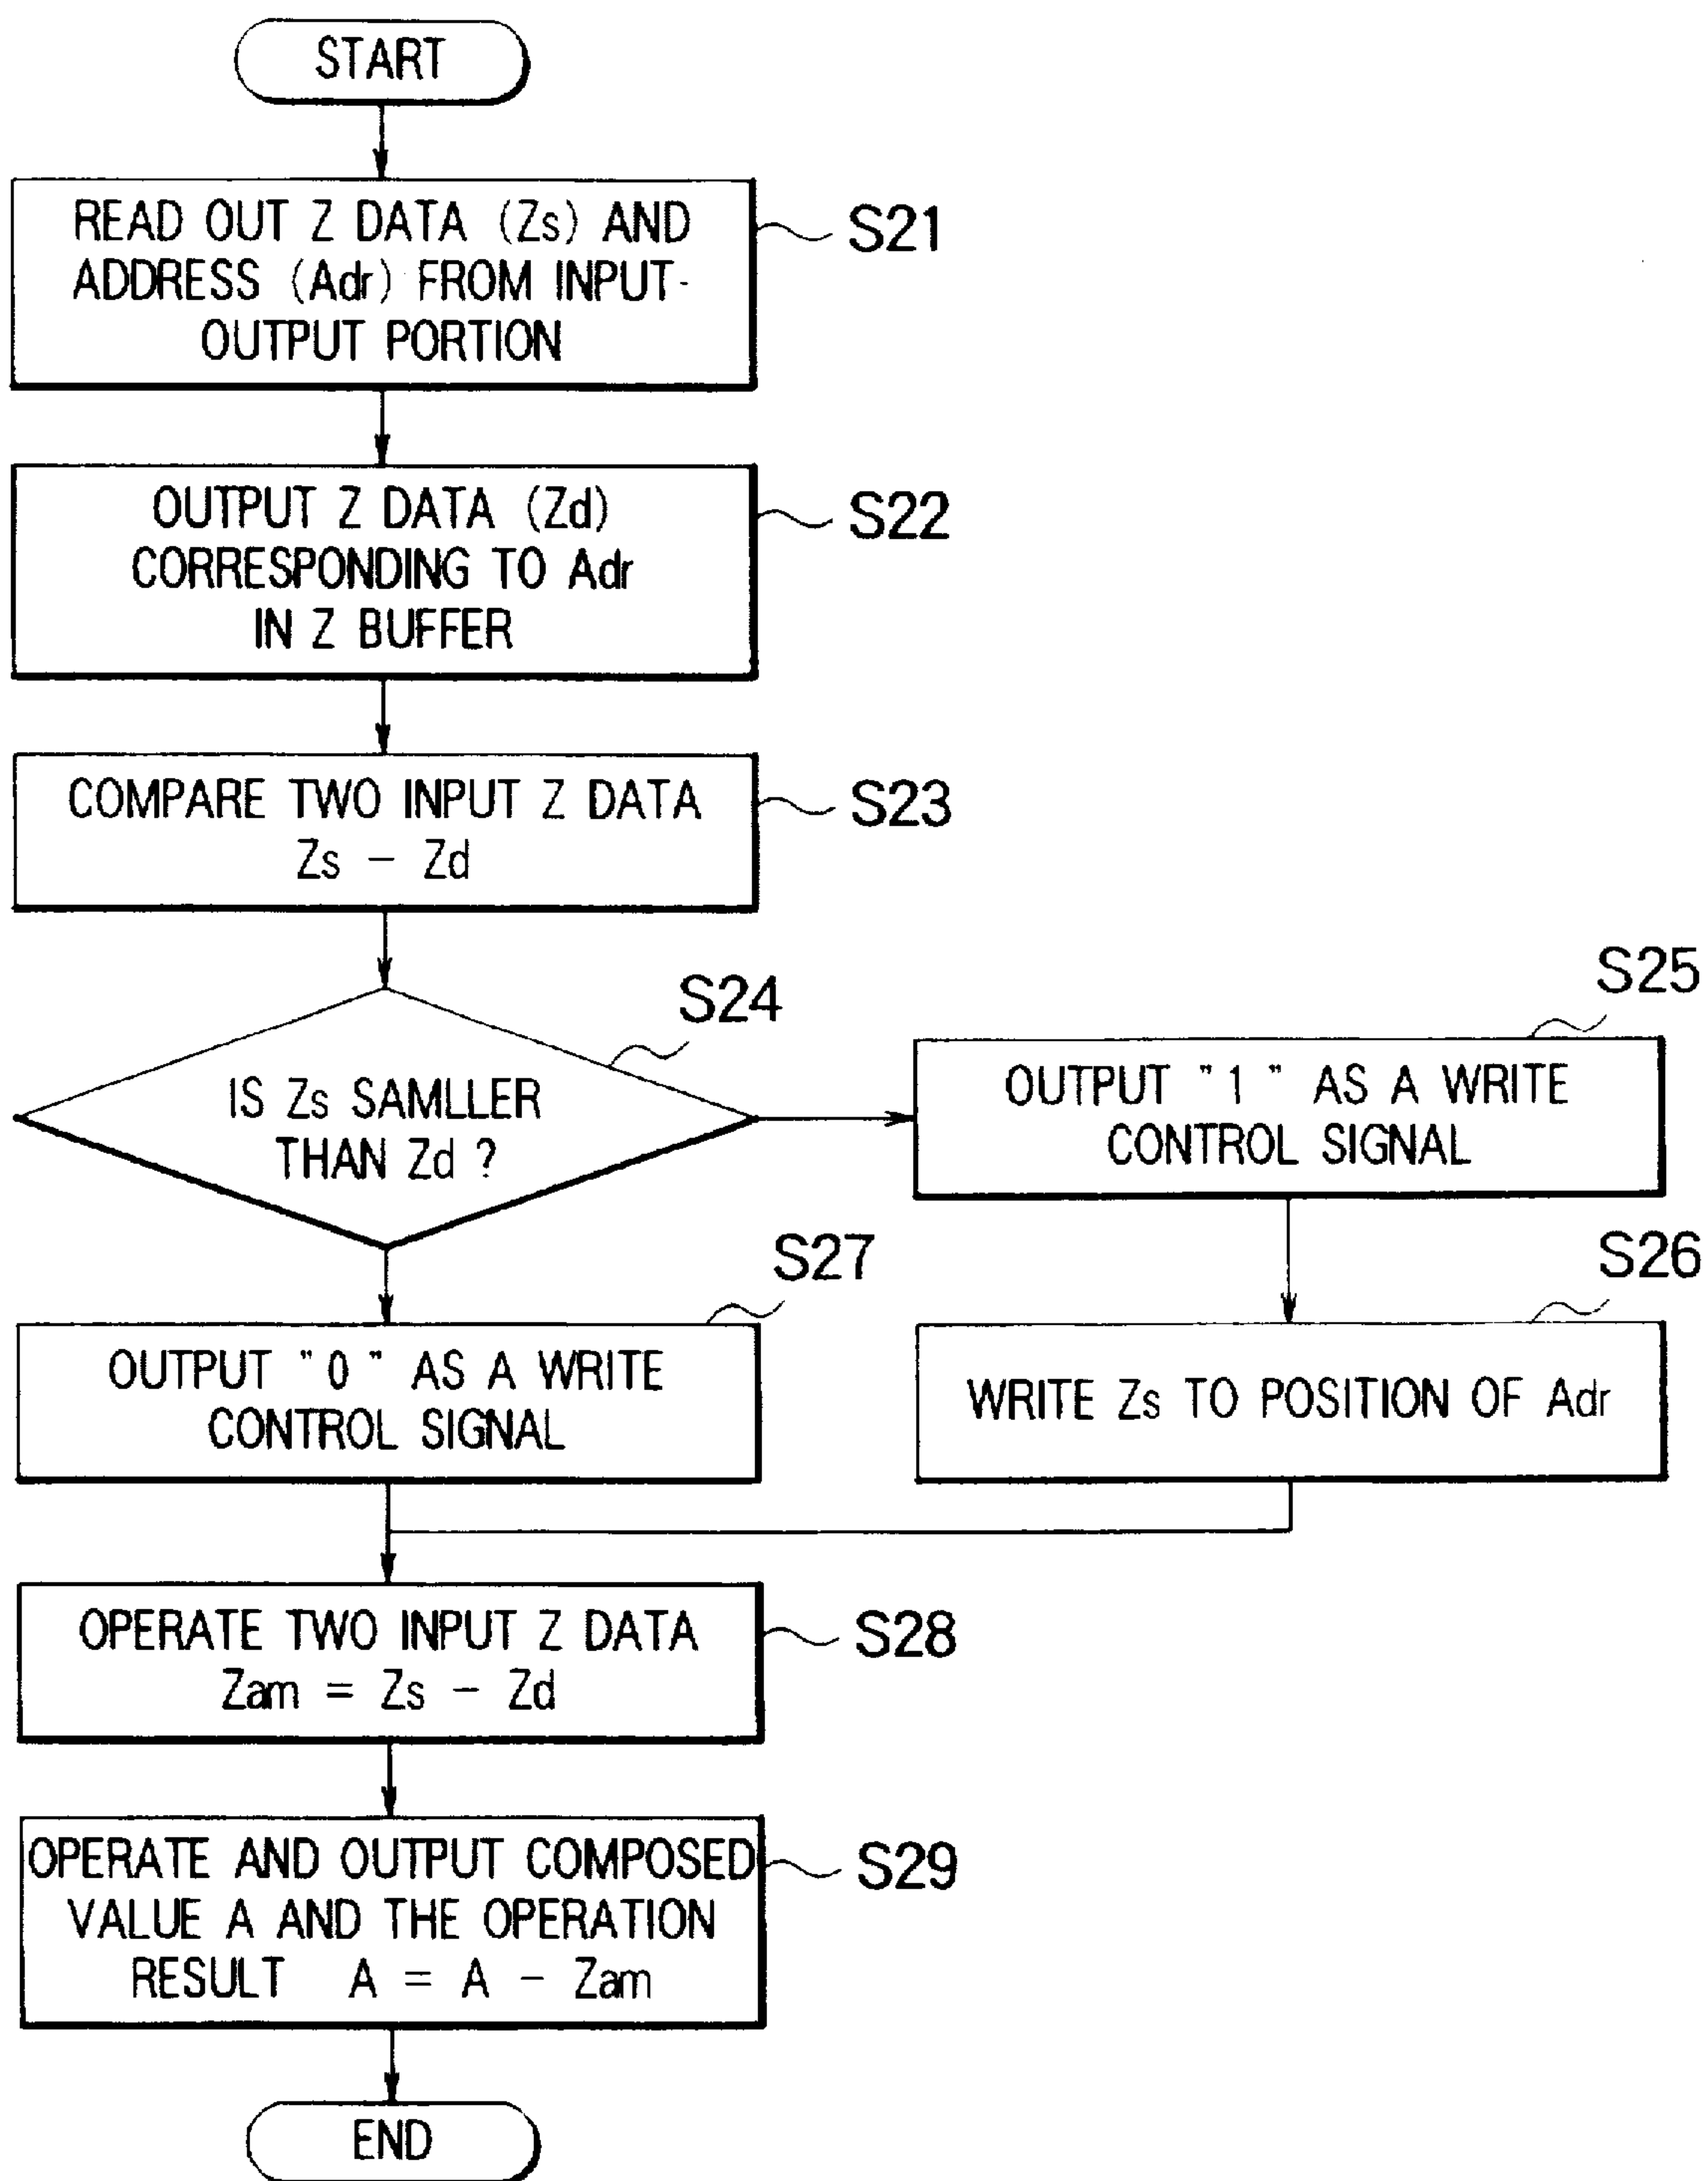 START
READ OUT Z DATA (Zs) AND
ADDRESS (Adr) FROM INPUT-
OUTPUT PORTION
S21
OUTPUT Z DATA (Zd)
CORRESPONDING TO Adr
IN Z BUFFER
S22
COMPARE TWO INPUT Z DATA
Zs - Zd
S23
IS Zs SAMLLER
THAN Zd ?
S24
OUTPUT "1" AS A WRITE
CONTROL SIGNAL
S25
WRITE Zs TO POSITION OF Adr
S26
OUTPUT "0" AS A WRITE
CONTROL SIGNAL
S27
OPERATE TWO INPUT Z DATA
Zam = Zs - Zd
S28
OPERATE AND OUTPUT COMPOSED
VALUE A AND THE OPERATION
RESULT A = A - Zam
S29
END